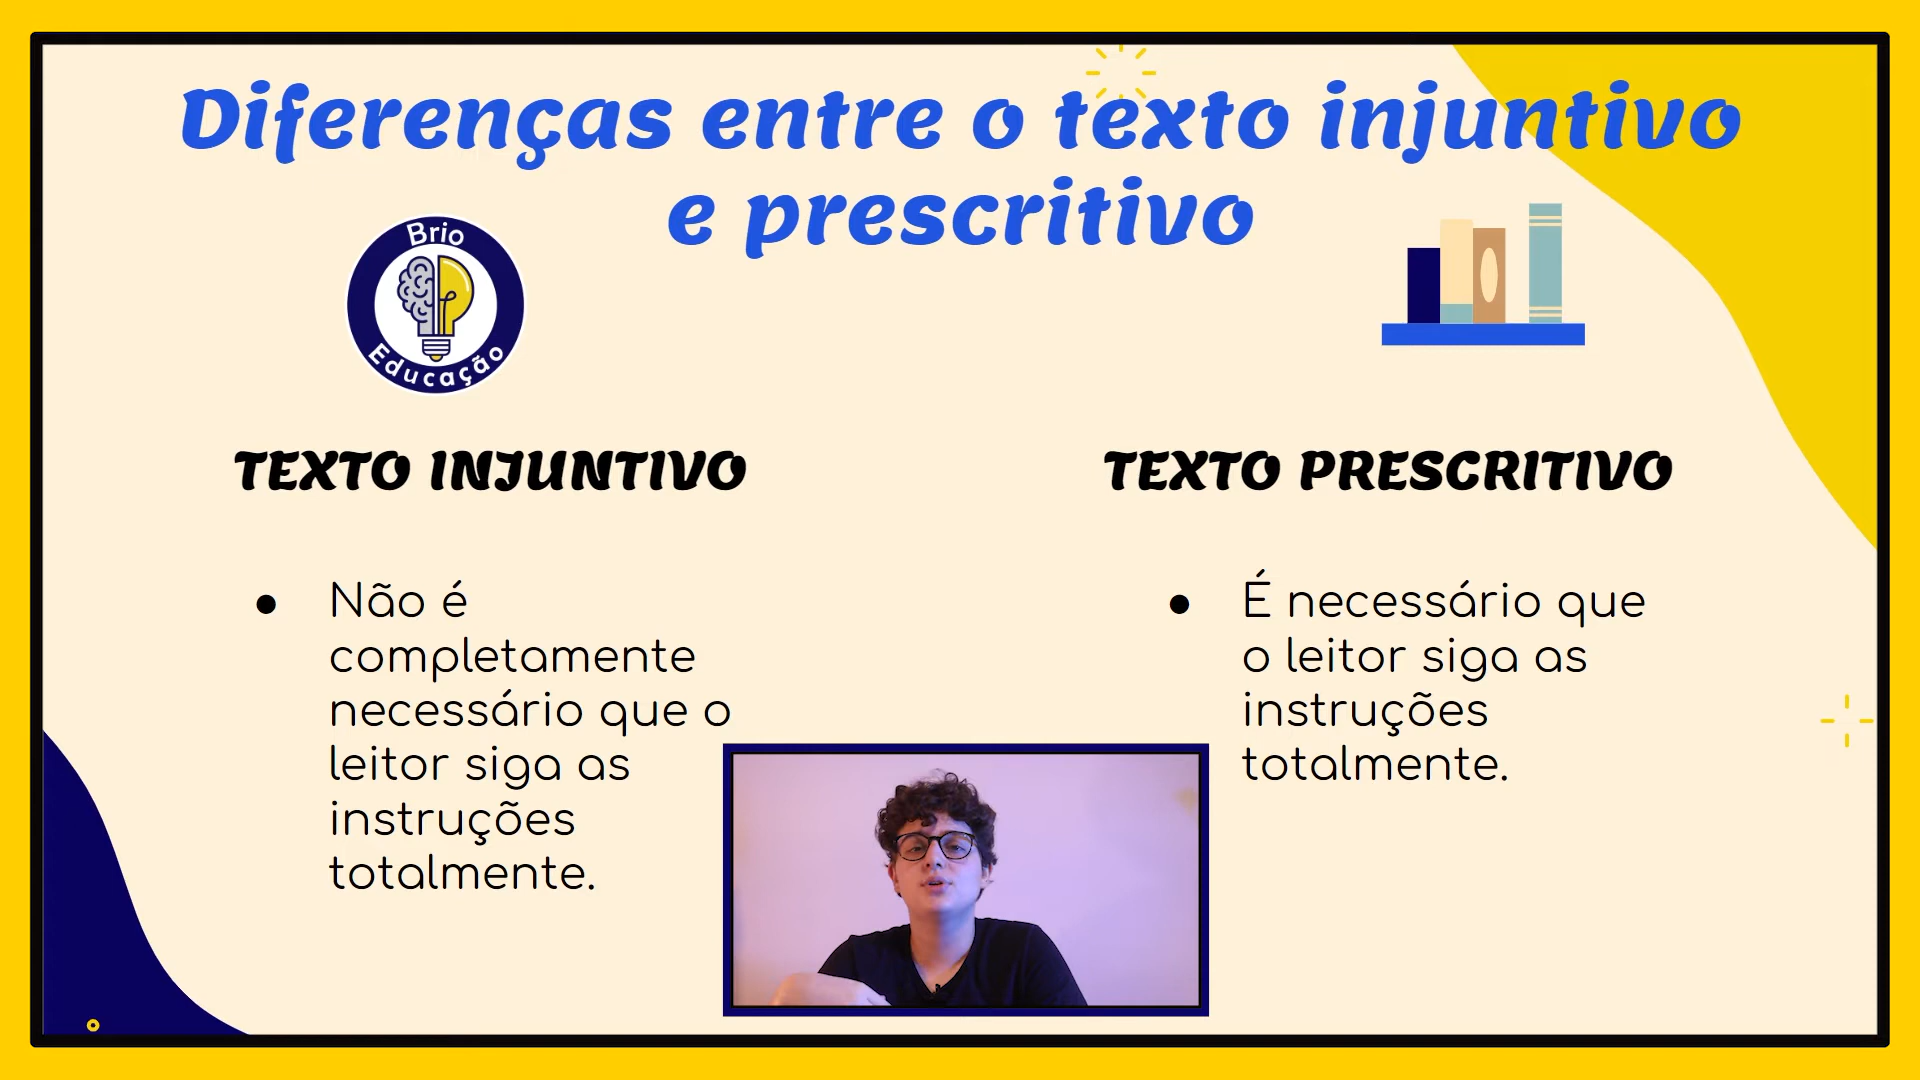 Diferenças entre o texto injuntivo
e prescritivo
Brio
Educação
TEXTO INJUNTIVO
● Não é
completamente
necessário que o
leitor siga as
instruções
totalmente.
TEXTO PRESCRITIVO
● É necessário que
o leitor siga as
instruções
totalmente.